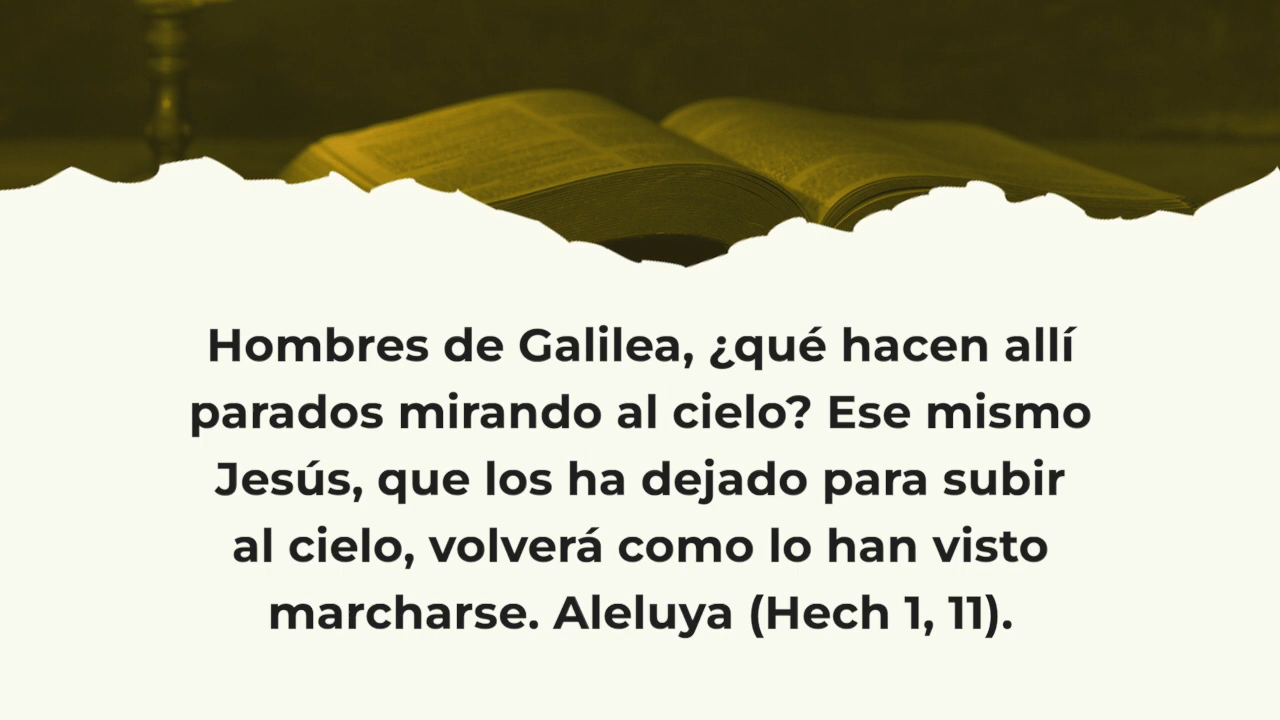 Hombres de Galilea, ¿qué hacen allí
parados mirando al cielo? Ese mismo
Jesús, que los ha dejado para subir
al cielo, volverá como lo han visto
marcharse. Aleluya (Hech 1, 11).